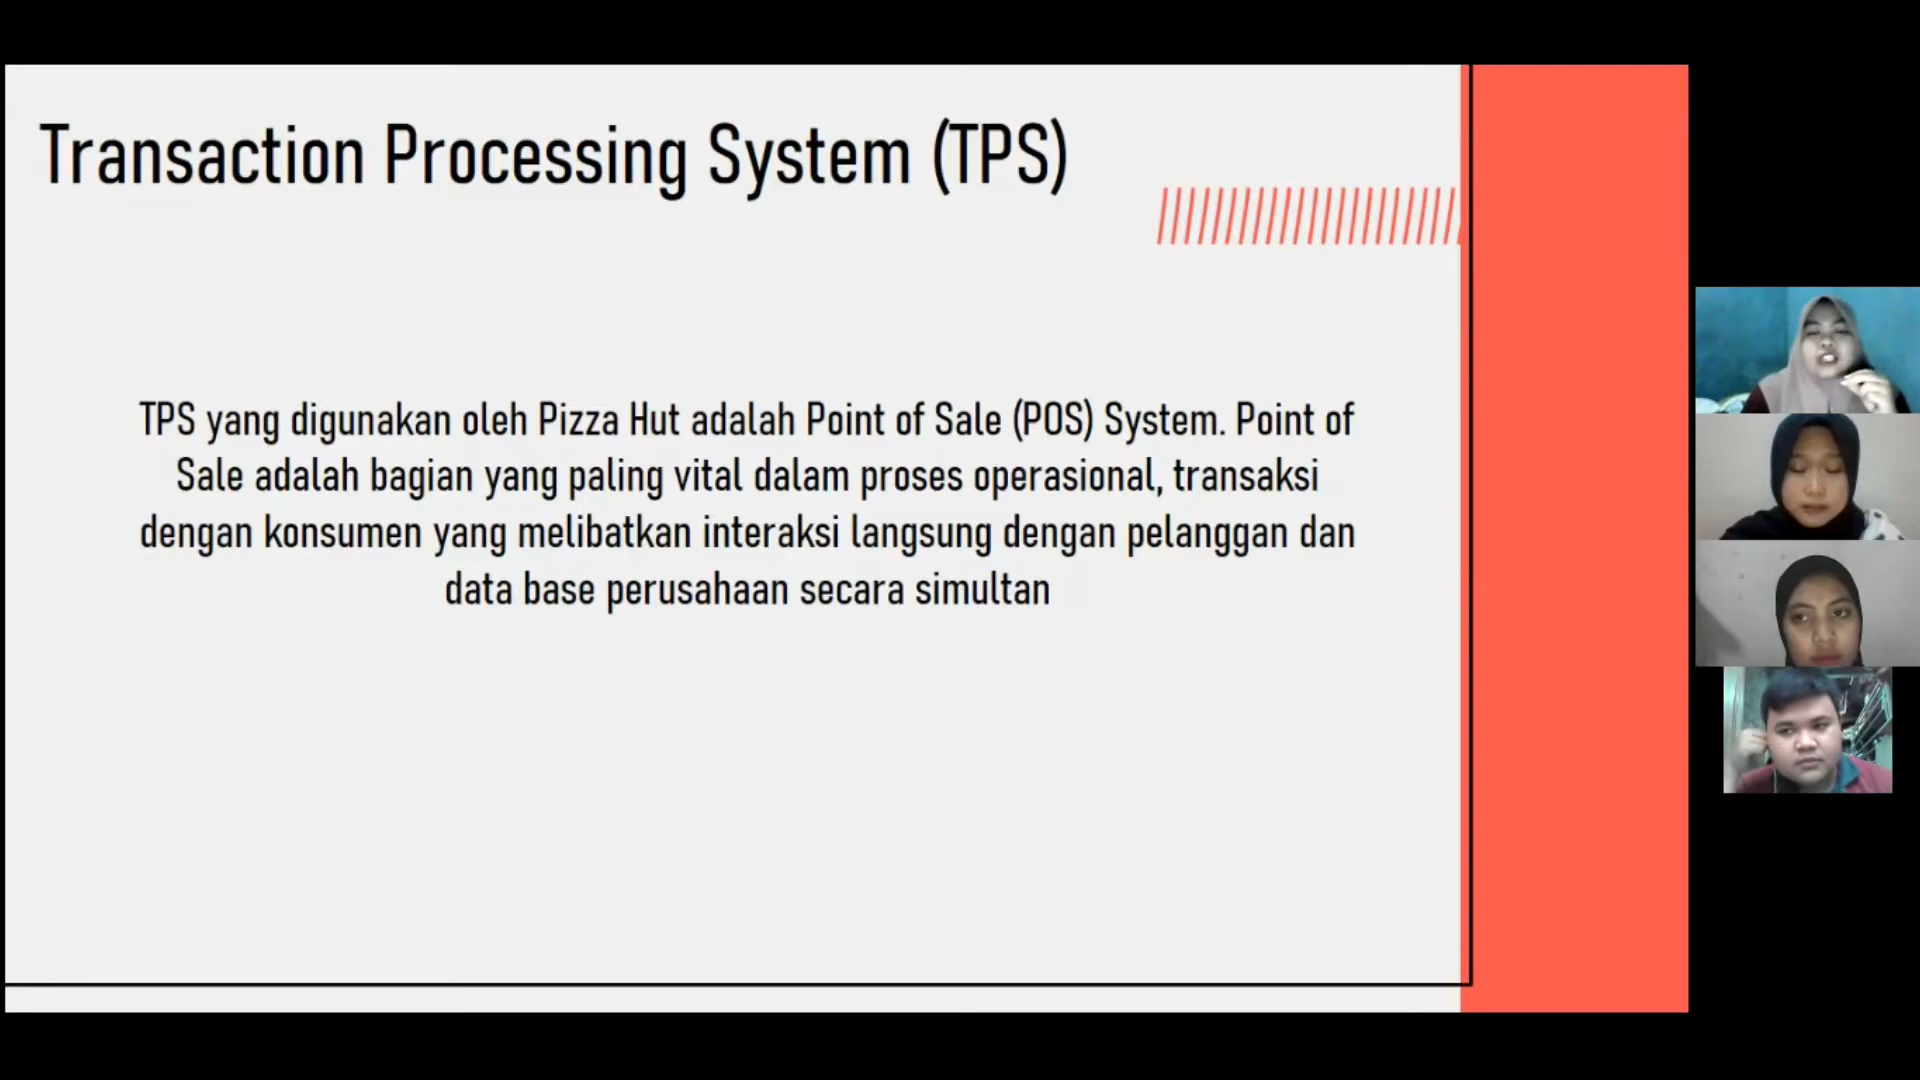 Transaction Processing System (TPS)
TPS yang digunakan oleh Pizza Hut adalah Point of Sale (POS) System. Point of
Sale adalah bagian yang paling vital dalam proses operasional, transaksi
dengan konsumen yang melibatkan interaksi langsung dengan pelanggan dan
data base perusahaan secara simultan